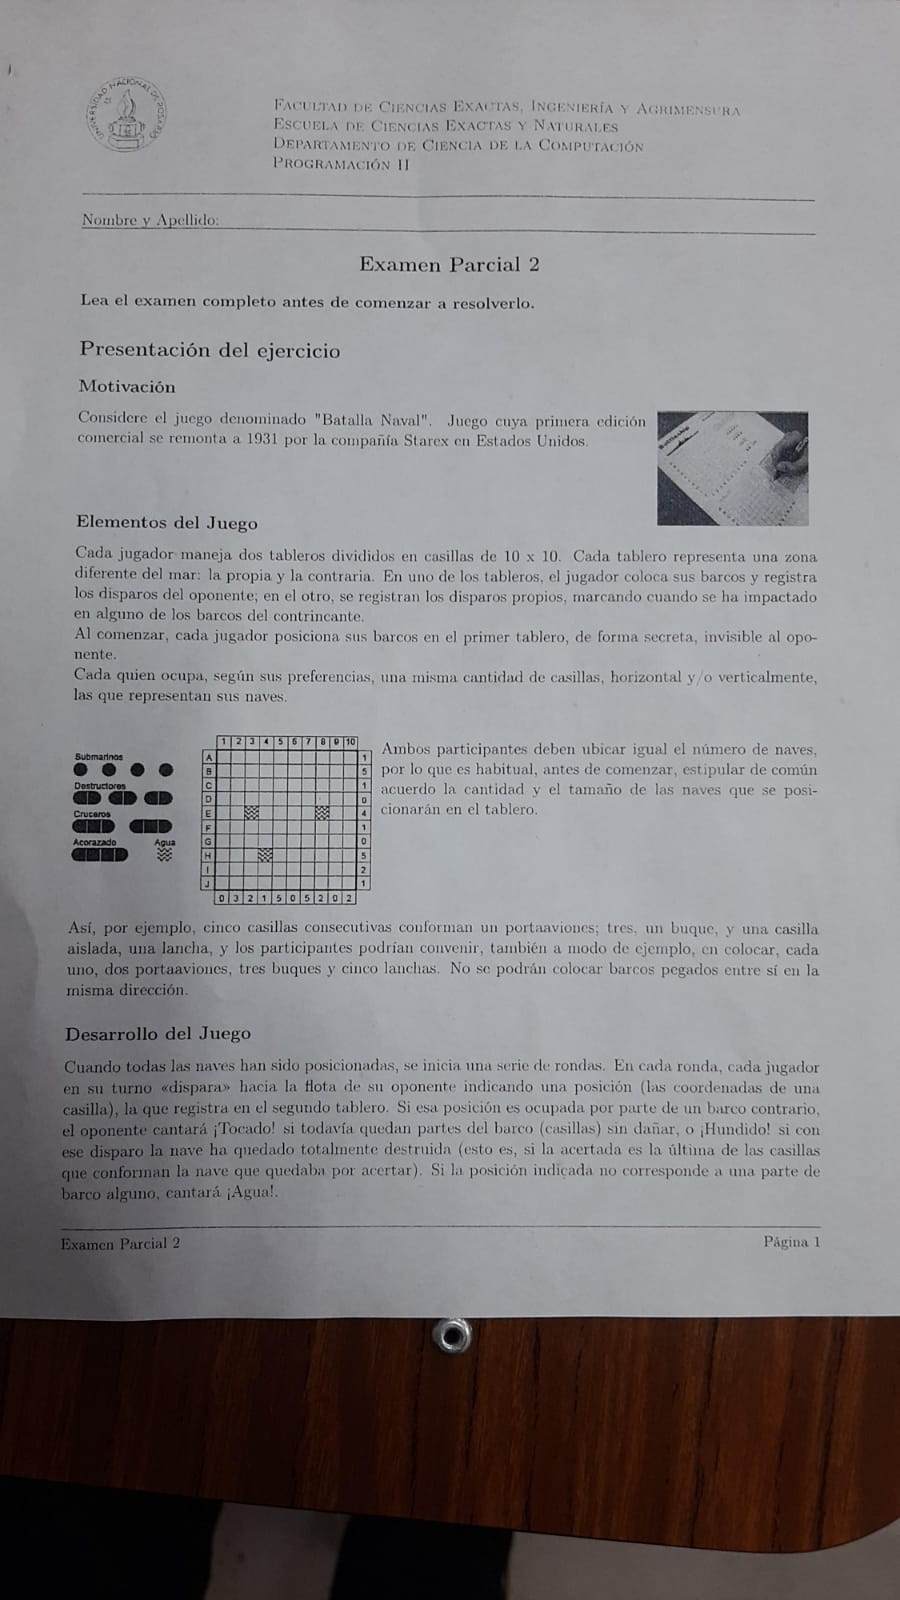 UNIVERSIDAD NACIONAL DE ROSARIO
Facultad de Ciencias Exactas, Ingeniería y Agrimensura
Escuela de Ciencias Exactas y Naturales
Departamento de Ciencia de la Computación
Programación II
Nombre y Apellido:
Examen Parcial 2
Lea el examen completo antes de comenzar a resolverlo.
Presentación del ejercicio
Motivación
Considere el juego denominado "Batalla Naval". Juego cuya primera edición
comercial se remonta a 1931 por la compañía Starex en Estados Unidos.
Elementos del Juego
Cada jugador maneja dos tableros divididos en casillas de 10 x 10. Cada tablero representa una zona
diferente del mar: la propia y la contraria. En uno de los tableros, el jugador coloca sus barcos y registra
los disparos del oponente; en el otro, se registran los disparos propios, marcando cuando se ha impactado
en alguno de los barcos del contrincante.
Al comenzar, cada jugador posiciona sus barcos en el primer tablero, de forma secreta, invisible al opo-
nente.
Cada quien ocupa, según sus preferencias, una misma cantidad de casillas, horizontal y/o verticalmente,
las que representan sus naves.
Submarinos
Destructores
Cruceros
Acorazado Agua
1 2 3 4 5 6 7 8 9 10
A 1
B 5
C 1
D 0
E 4
F 1
G 0
H 5
I 2
J 1
0 3 2 1 5 0 5 2 0 2
Ambos participantes deben ubicar igual el número de naves,
por lo que es habitual, antes de comenzar, estipular de común
acuerdo la cantidad y el tamaño de las naves que se posi-
cionarán en el tablero.
Así, por ejemplo, cinco casillas consecutivas conforman un portaaviones; tres, un buque, y una casilla
aislada, una lancha, y los participantes podrían convenir, también a modo de ejemplo, en colocar, cada
uno, dos portaaviones, tres buques y cinco lanchas. No se podrán colocar barcos pegados entre sí en la
misma dirección.
Desarrollo del Juego
Cuando todas las naves han sido posicionadas, se inicia una serie de rondas. En cada ronda, cada jugador
en su turno «dispara» hacia la flota de su oponente indicando una posición (las coordenadas de una
casilla), la que registra en el segundo tablero. Si esa posición es ocupada por parte de un barco contrario,
el oponente cantará ¡Tocado! si todavía quedan partes del barco (casillas) sin dañar, o ¡Hundido! si con
ese disparo la nave ha quedado totalmente destruida (esto es, si la acertada es la última de las casillas
que conforman la nave que quedaba por acertar). Si la posición indicada no corresponde a una parte de
barco alguno, cantará ¡Agua!.
Examen Parcial 2 Página 1